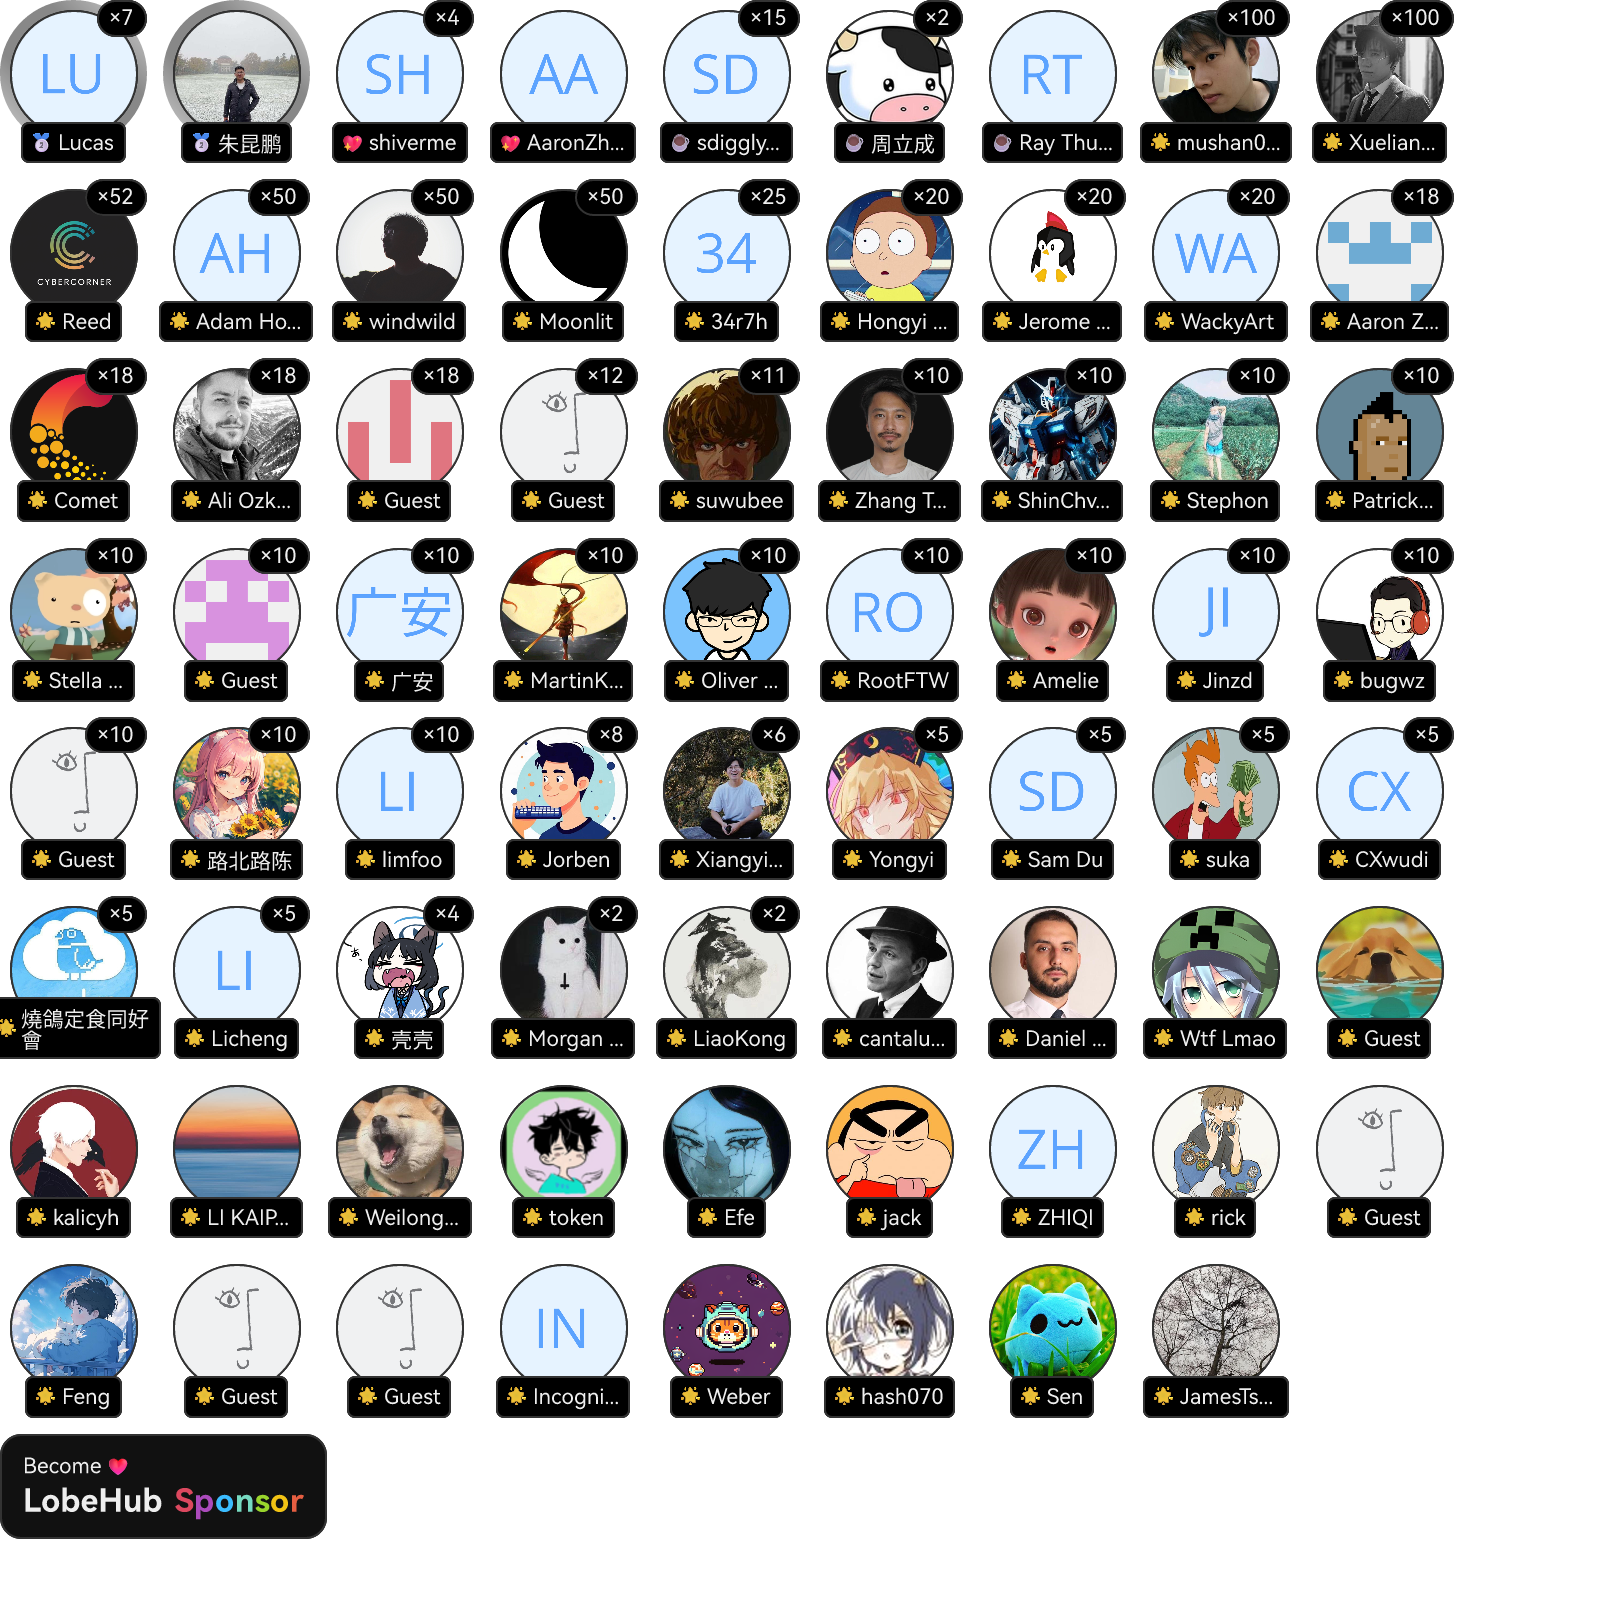 ×7
×4
×15
×2
×100
×100
LU
SH
AA
SD
RT
Lucas
朱昆鹏
shiverme
AaronZh...
sdiggly...
周立成
Ray Thu...
mushan0...
Xuelian...
×52
×50
×50
×50
×25
×20
×20
×20
×18
AH
34
WA
CYBERCORNER
Reed
Adam Ho...
windwild
Moonlit
34r7h
Hongyi ...
Jerome ...
WackyArt
Aaron Z...
×18
×18
×18
×12
×11
×10
×10
×10
×10
Comet
Ali Ozk...
Guest
Guest
suwubee
Zhang T...
ShinChv...
Stephon
Patrick...
×10
×10
×10
×10
×10
×10
×10
×10
×10
广安
RO
JI
Stella ...
Guest
广安
MartinK...
Oliver ...
RootFTW
Amelie
Jinzd
bugwz
×10
×10
×10
×8
×6
×5
×5
×5
×5
LI
SD
CX
Guest
路北路陈
limfoo
Jorben
Xiangyi...
Yongyi
Sam Du
suka
CXwudi
×5
×5
×4
×2
×2
LI
燒鴿定食同好
會
Licheng
壳壳
Morgan ...
LiaoKong
cantalu...
Daniel ...
Wtf Lmao
Guest
ZH
kalicyh
LI KAIP...
Weilong...
token
Efe
jack
ZHIQI
rick
Guest
IN
Feng
Guest
Guest
Incogni...
Weber
hash070
Sen
JamesTs...
Become
LobeHub Sponsor